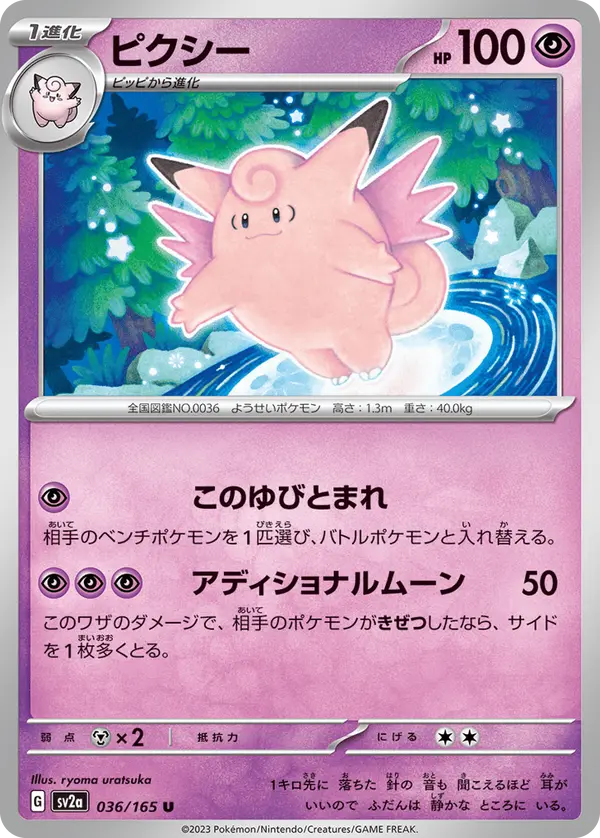 1進化 ピクシー HP 100
ピッピから進化
全国図鑑NO.0036 ようせいポケモン 高さ:1.3m 重さ:40.0kg
このゆびとまれ
相手のベンチポケモンを1匹選び、バトルポケモンと入れ替える。
アディショナルムーン 50
このワザのダメージで、相手のポケモンがきぜつしたなら、サイド
を1枚多くとる。
弱点 ×2 抵抗力 にげる
Illus. ryoma uratsuka
G sv2a 036/165 U
1キロ先に 落ちた 針の 音も 聞こえるほど 耳が
いいので ふだんは 静かな ところに いる。
©2023 Pokémon/Nintendo/Creatures/GAME FREAK.